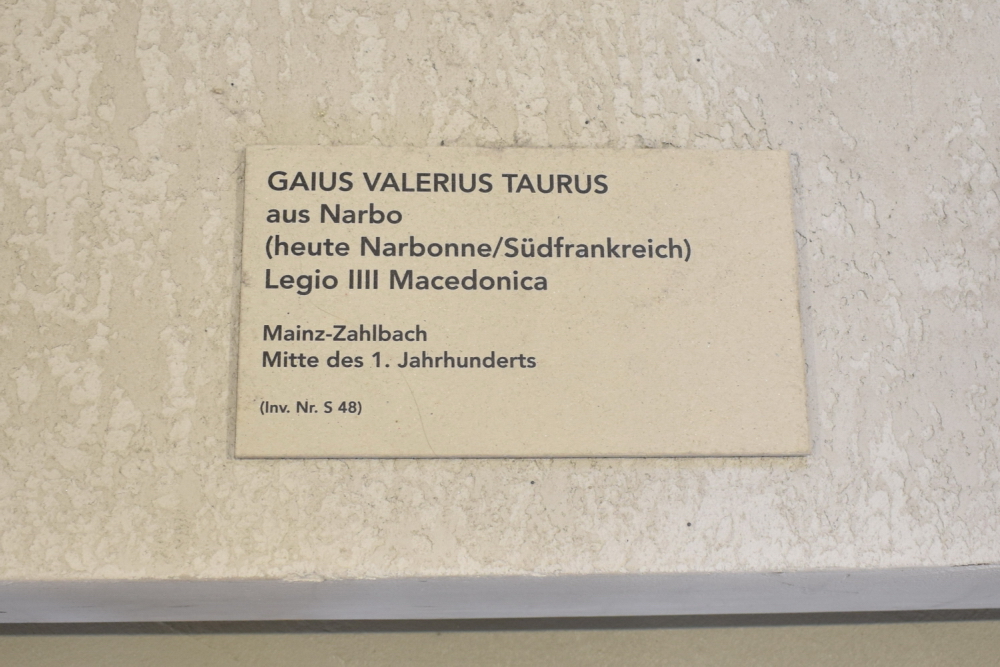 GAIUS VALERIUS TAURUS
aus Narbo
(heute Narbonne/Südfrankreich)
Legio IIII Macedonica
Mainz-Zahlbach
Mitte des 1. Jahrhunderts
(Inv. Nr. S 48)